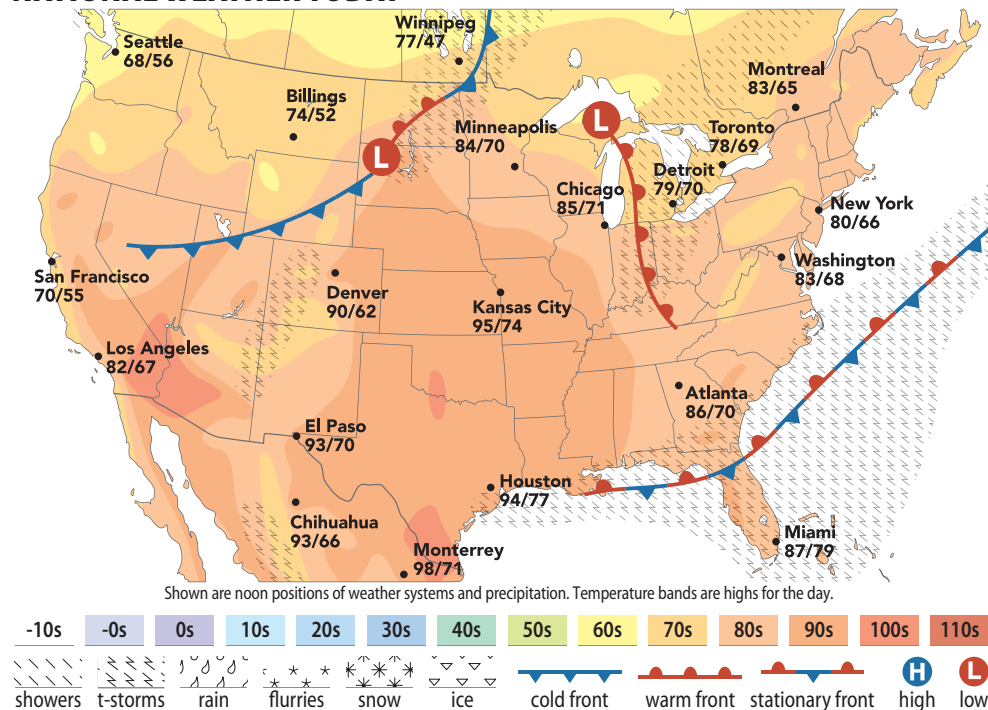 Winnipeg
77/47
Seattle
68/56
Montreal
83/65
Billings
74/52
Minneapolis
84/70
Toronto
78/69
L
L
Detroit
79/70
Chicago
85/71
New York
80/66
San Francisco
70/55
Washington
83/68
Denver
90/62
Kansas City
95/74
Los Angeles
82/67
Atlanta
86/70
El Paso
93/70
Houston
94/77
Chihuahua
93/66
Miami
87/79
Monterrey
98/71
Shown are noon positions of weather systems and precipitation. Temperature bands are highs for the day.
-10s -0s 0s 10s 20s 30s 40s 50s 60s 70s 80s 90s 100s 110s
H L
showers t-storms rain flurries snow ice cold front warm front stationary front high low